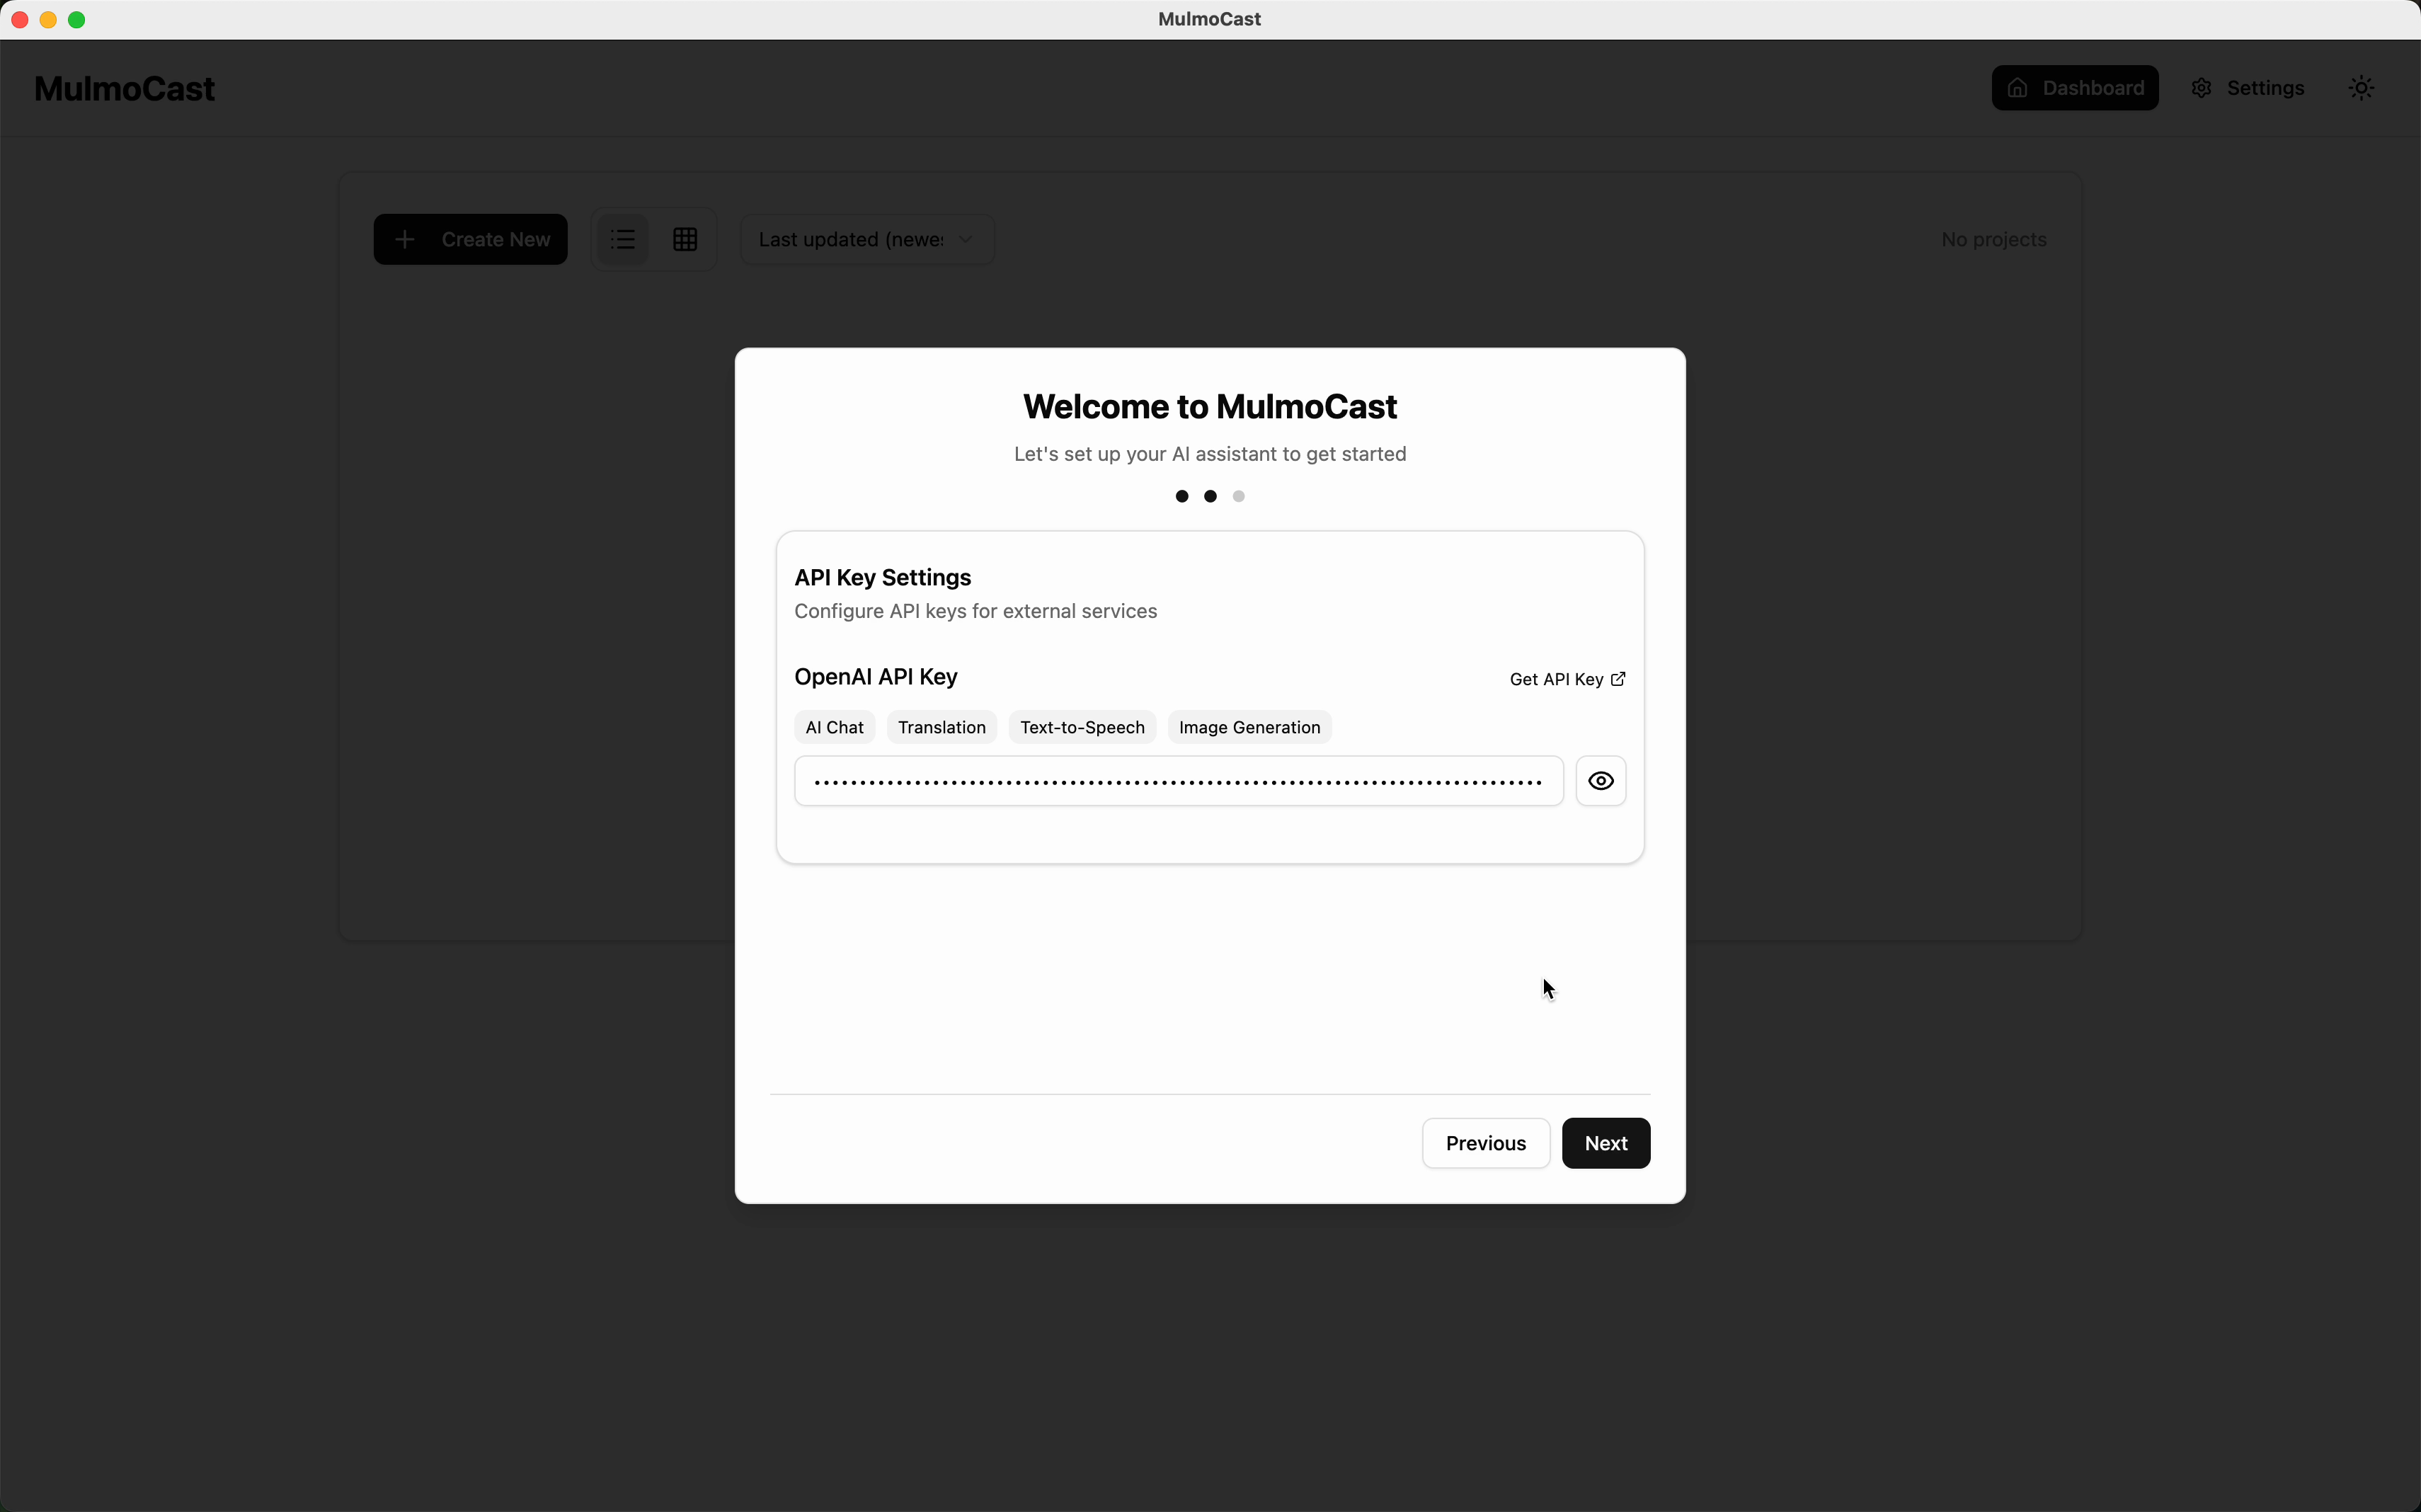 MulmoCast
MulmoCast
Dashboard
Settings
Create New
Last updated (newe
No projects
Welcome to MulmoCast
Let's set up your AI assistant to get started
API Key Settings
Configure API keys for external services
OpenAI API Key
Get API Key
AI Chat
Translation
Text-to-Speech
Image Generation
Previous
Next